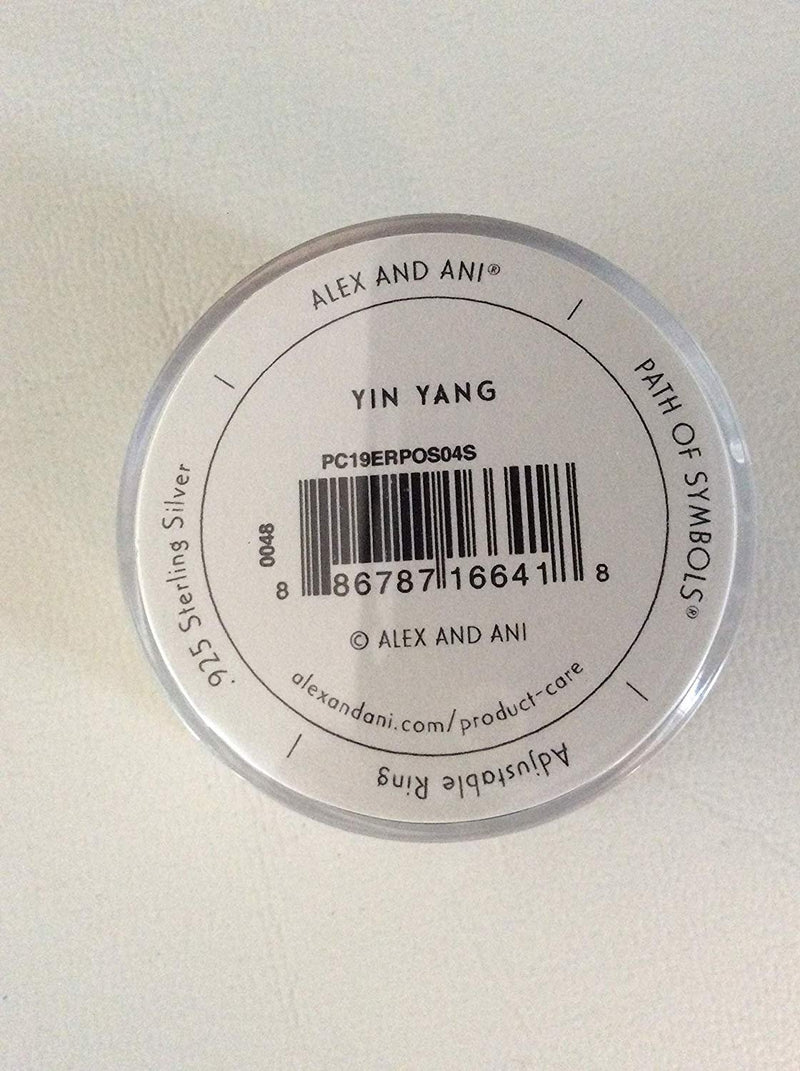 ALEX AND ANI®
PATH OF SYMBOLS®
Adjustable Ring
.925 Sterling Silver
YIN YANG
PC19ERPOS04S
0048
8 86787 16641 8
© ALEX AND ANI
alexandani.com/product-care